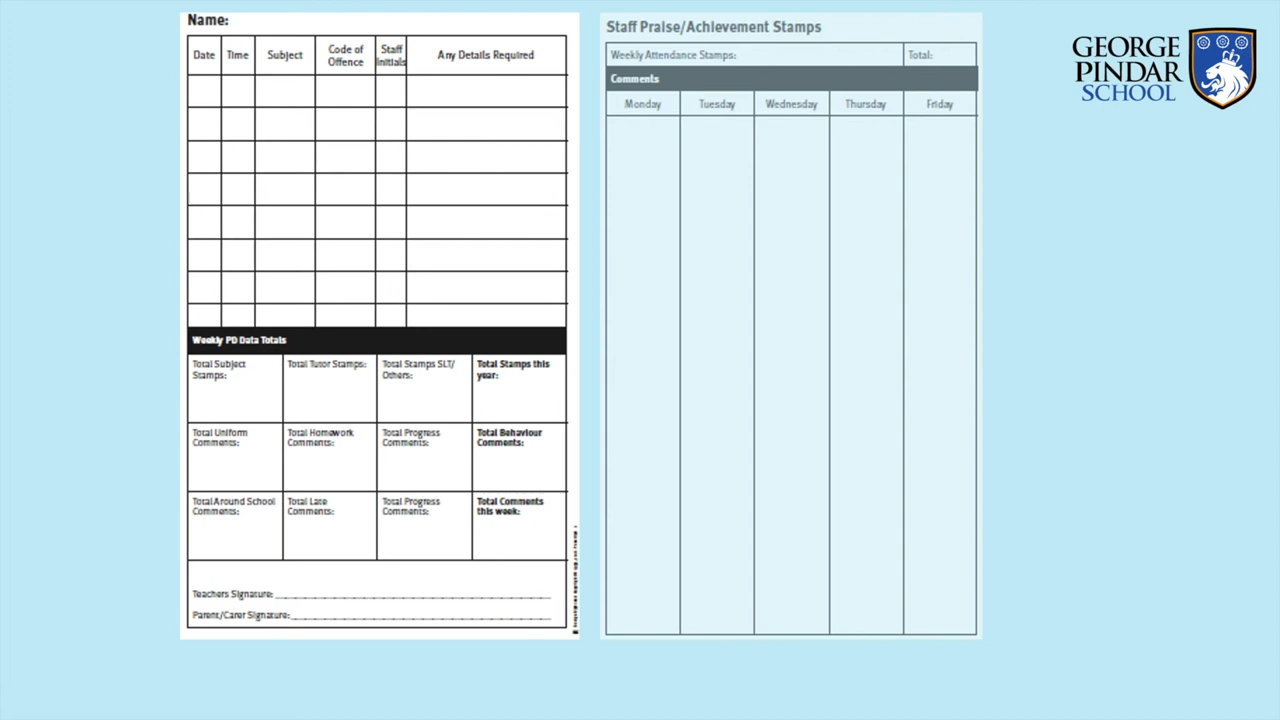 Name:
Date Time Subject Code of Offence Staff Initials Any Details Required
Weekly PD Data Totals
Total Subject Stamps: Total Tutor Stamps: Total Stamps SLT/ Others: Total Stamps this year:
Total Uniform Comments: Total Homework Comments: Total Progress Comments: Total Behaviour Comments:
Total Around School Comments: Total Late Comments: Total Progress Comments: Total Comments this week:
Teachers Signature:
Parent/Carer Signature:
Staff Praise/Achievement Stamps
Weekly Attendance Stamps: Total:
Comments
Monday Tuesday Wednesday Thursday Friday
GEORGE
PINDAR
SCHOOL